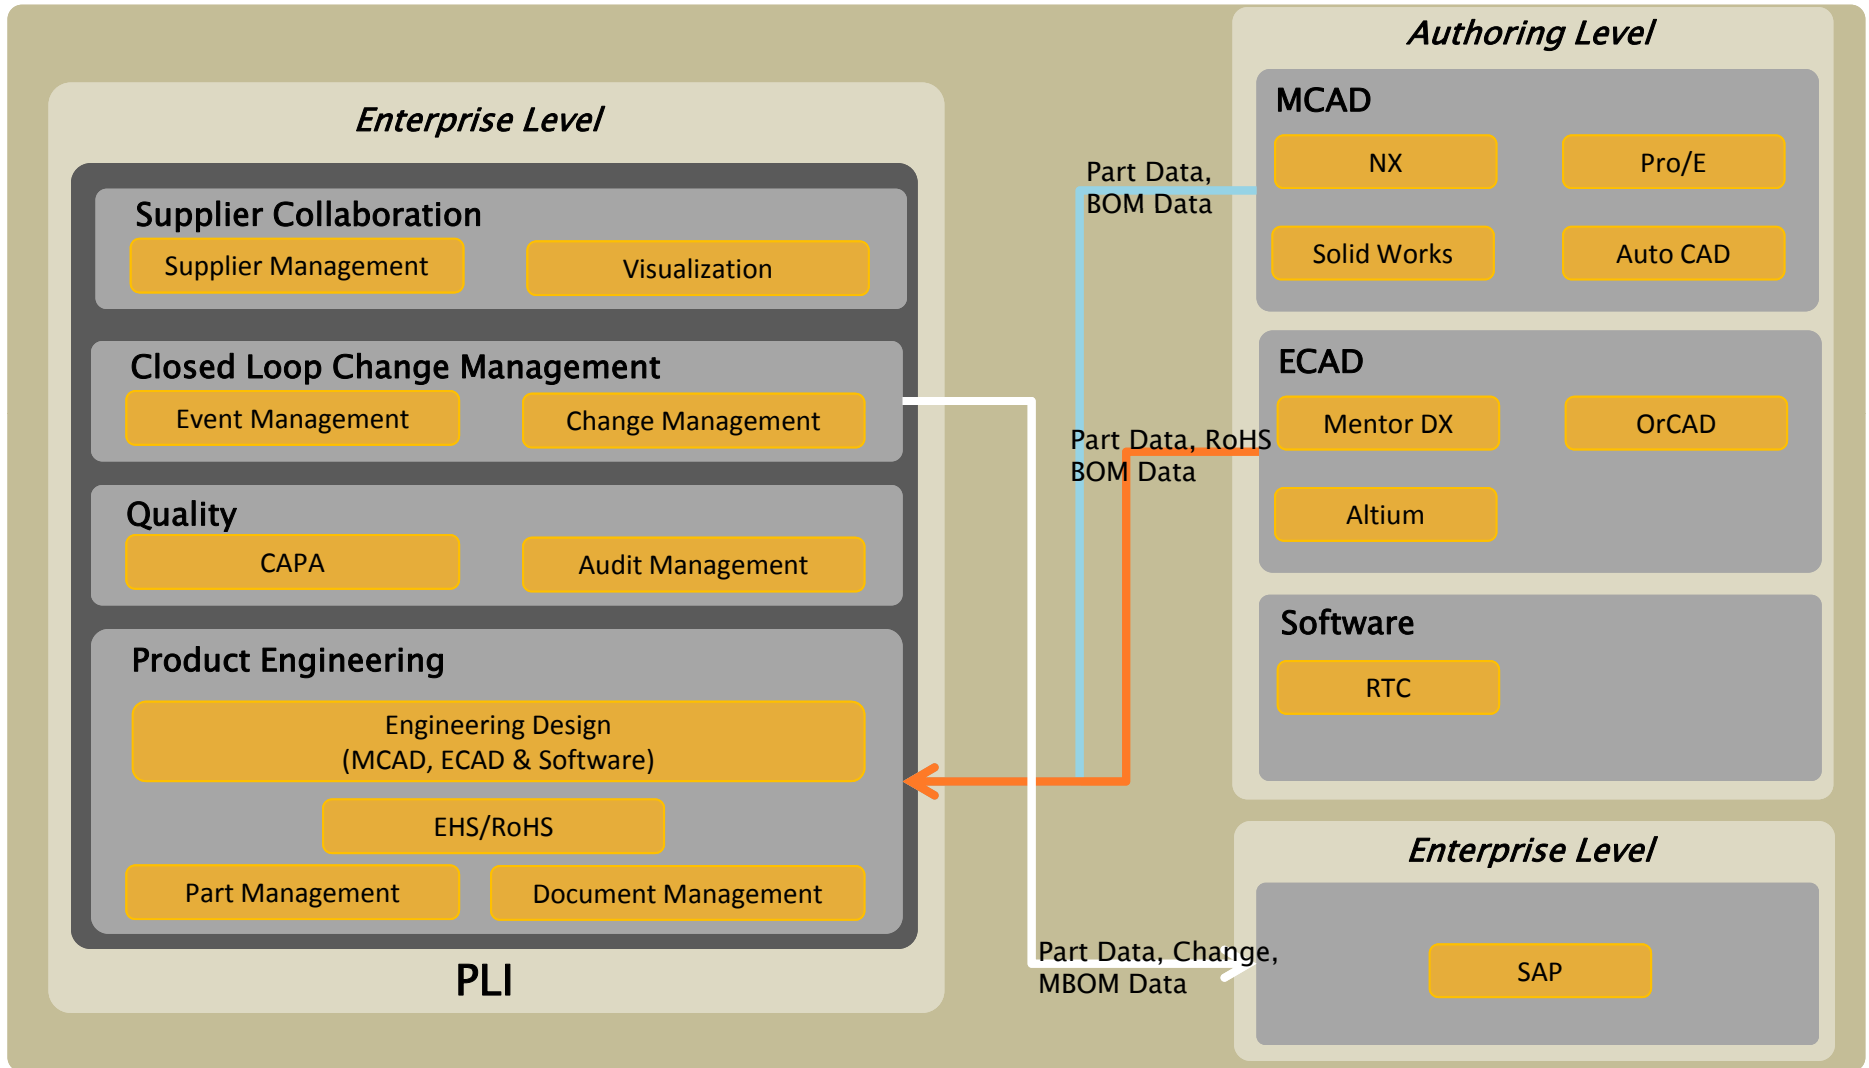 Enterprise Level
Supplier Collaboration
Supplier Management
Visualization
Closed Loop Change Management
Event Management
Change Management
Quality
CAPA
Audit Management
Product Engineering
Engineering Design
(MCAD, ECAD & Software)
EHS/RoHS
Part Management
Document Management
PLI
Part Data,
BOM Data
Part Data, RoHS
BOM Data
Part Data, Change,
MBOM Data
Authoring Level
MCAD
NX
Pro/E
Solid Works
Auto CAD
ECAD
Mentor DX
OrCAD
Altium
Software
RTC
Enterprise Level
SAP